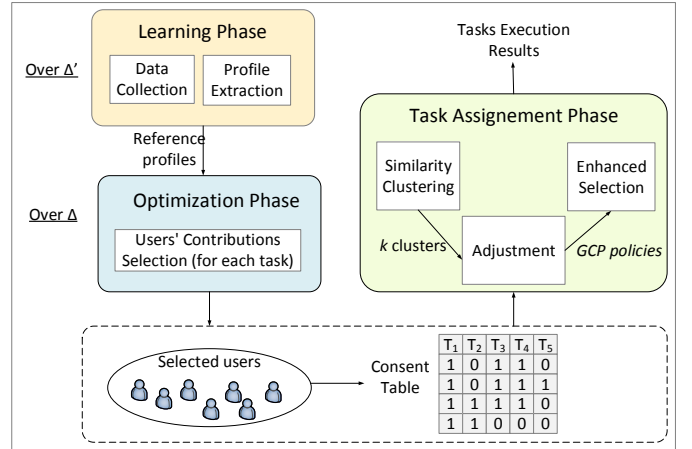 Learning Phase
Over Δ’
Data
Collection
Profile
Extraction
Reference
profiles
Over Δ
Optimization Phase
Users' Contributions
Selection (for each task)
Tasks Execution
Results
Task Assignement Phase
Similarity
Clustering
Enhanced
Selection
k clusters
Adjustment
GCP policies
Selected users
Consent
Table
T1 T2 T3 T4 T5
1 0 1 1 0
1 0 1 1 1
1 1 1 1 0
1 1 0 0 0